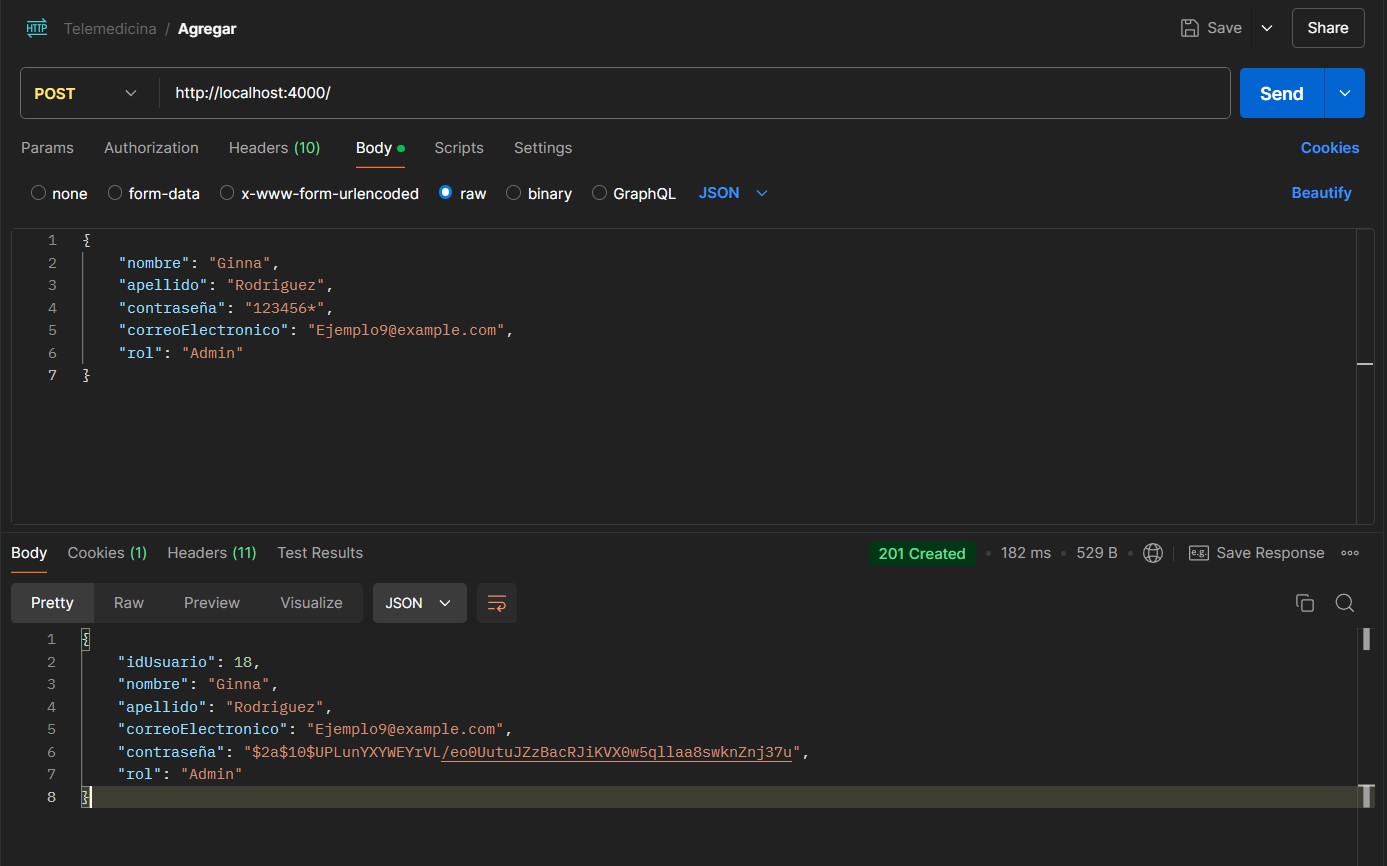 HTTP Telemedicina / Agregar Save Share
POST http://localhost:4000/ Send
Params Authorization Headers (10) Body Scripts Settings Cookies
none form-data x-www-form-urlencoded raw binary GraphQL JSON Beautify
1 {
2 "nombre": "Ginna",
3 "apellido": "Rodriguez",
4 "contraseña": "123456*",
5 "correoElectronico": "Ejemplo9@example.com",
6 "rol": "Admin"
7 }
Body Cookies (1) Headers (11) Test Results 201 Created 182 ms 529 B e.g. Save Response
Pretty Raw Preview Visualize JSON
1 {
2 "idUsuario": 18,
3 "nombre": "Ginna",
4 "apellido": "Rodriguez",
5 "correoElectronico": "Ejemplo9@example.com",
6 "contraseña": "$2a$10$UPLunYXYWEYrVL/eo0UutuJZzBacRJiKVX0w5qllaa8swknZnj37u",
7 "rol": "Admin"
8 }